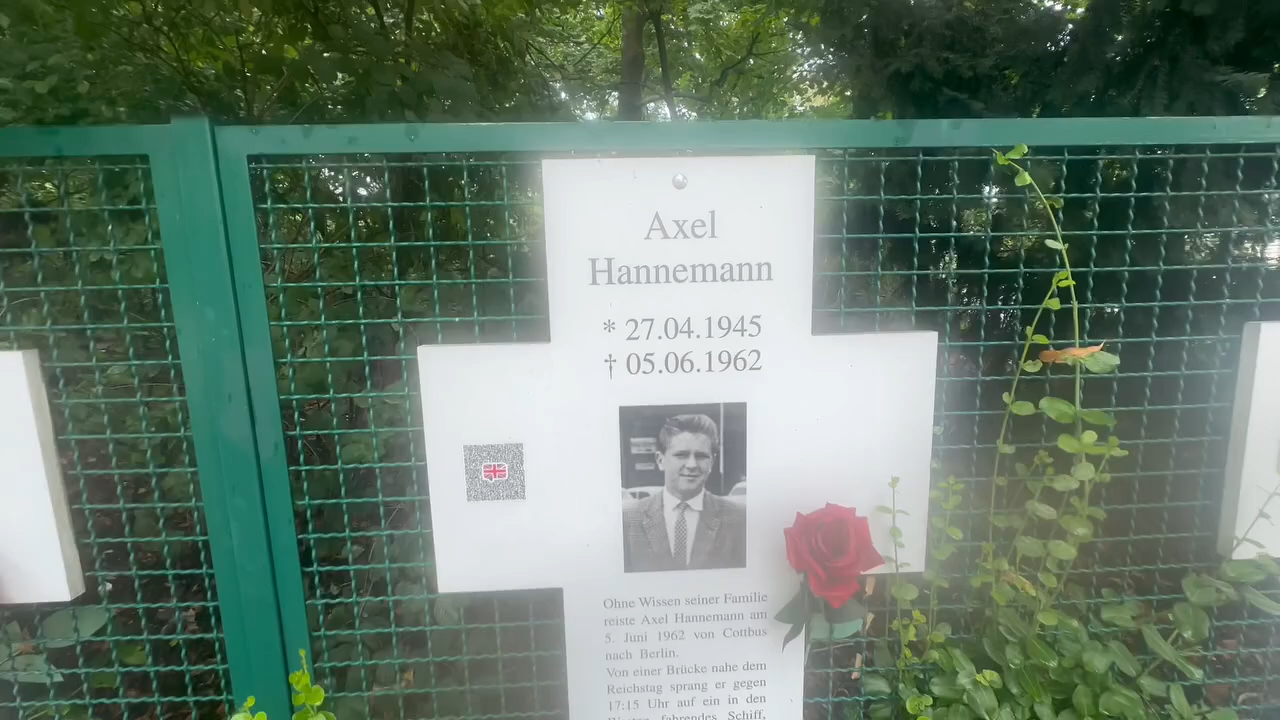 Axel
Hannemann
* 27.04.1945
† 05.06.1962
Ohne Wissen seiner Familie
reiste Axel Hannemann am
5. Juni 1962 von Cottbus
nach Berlin.
Von einer Brücke nahe dem
Reichstag sprang er gegen
17:15 Uhr auf ein in den
fahrendes Schiff,